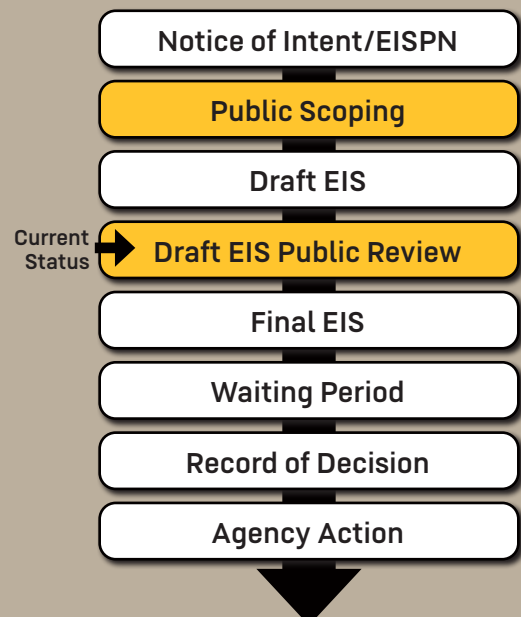 Notice of Intent/EISPN
Public Scoping
Draft EIS
Current
Status
Draft EIS Public Review
Final EIS
Waiting Period
Record of Decision
Agency Action